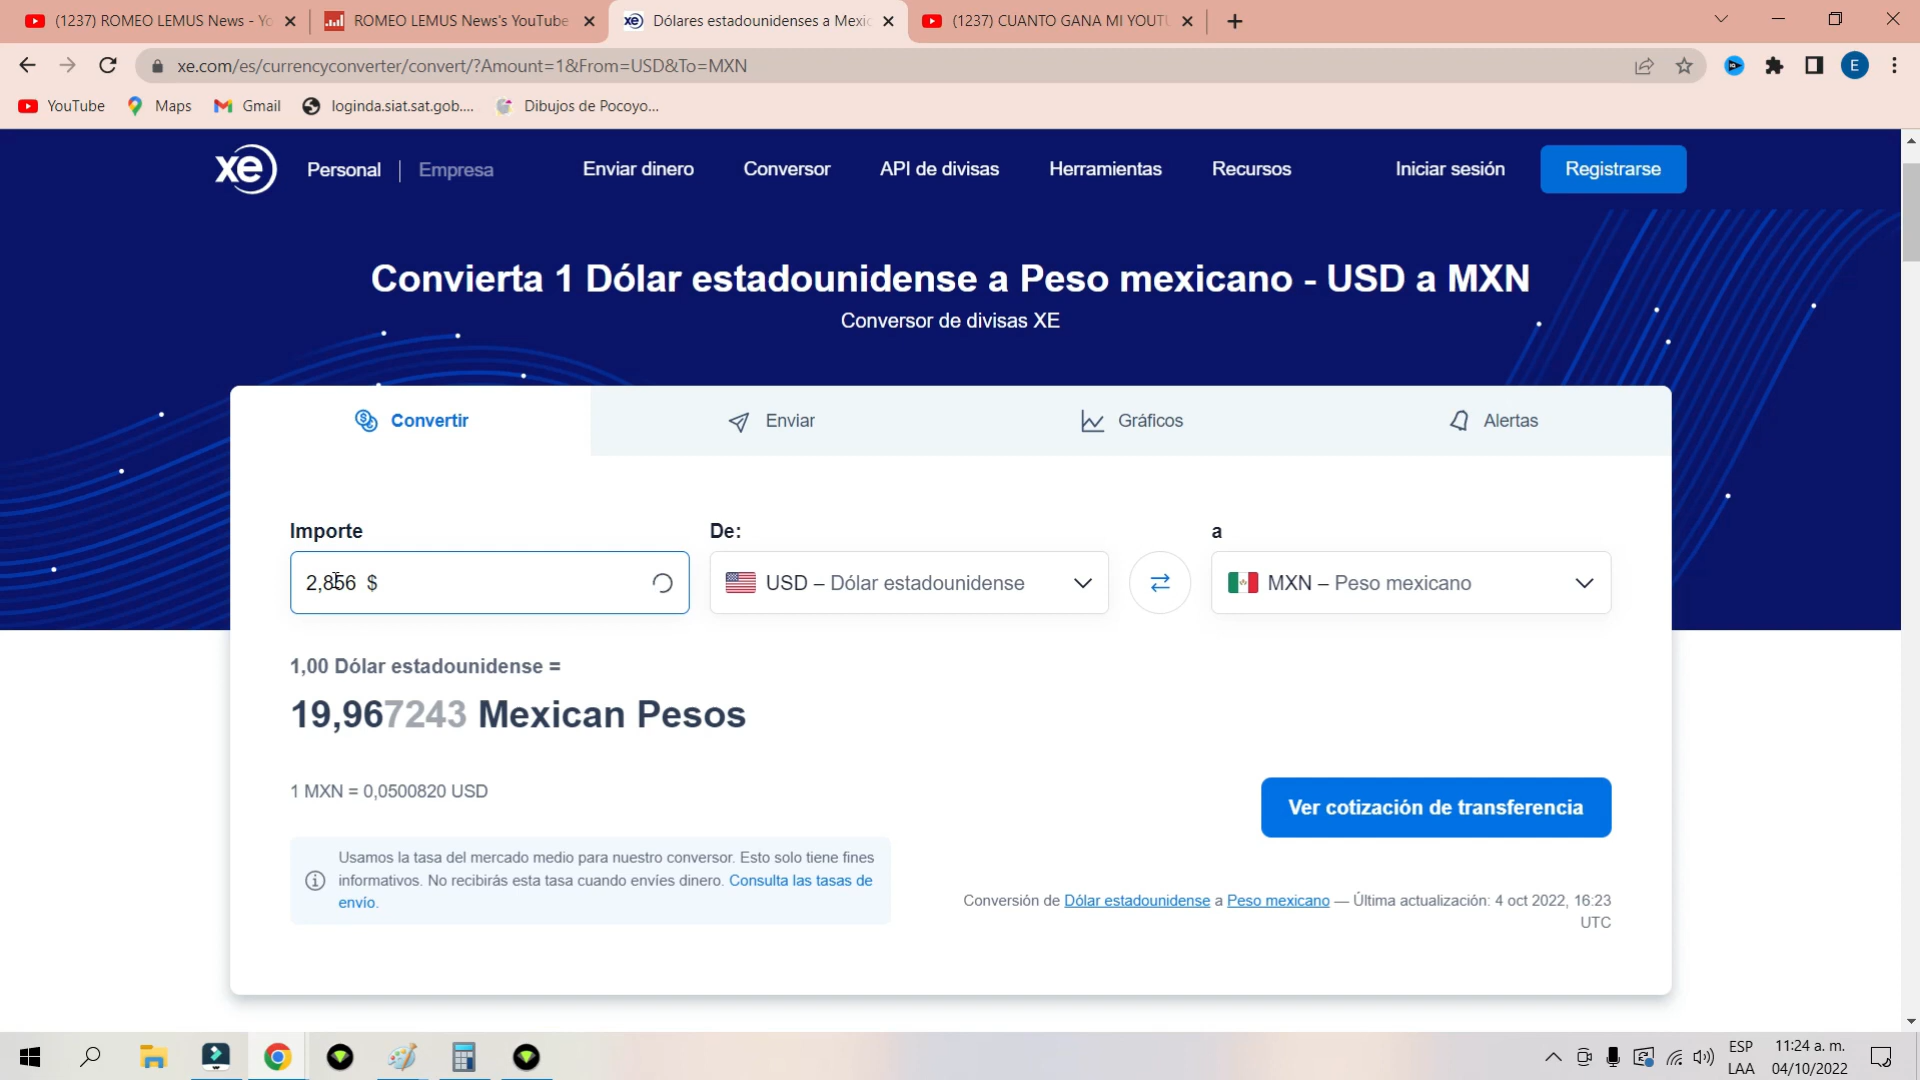 (1237) ROMEO LEMUS News - Yo
ROMEO LEMUS News's YouTube
xe Dólares estadounidenses a Mexic
(1237) CUANTO GANA MI YOUTU
xe.com/es/currencyconverter/convert/?Amount=1&From=USD&To=MXN
E
YouTube
Maps
Gmail
loginda.siat.sat.gob....
Dibujos de Pocoyo...
xe
Personal
Empresa
Enviar dinero
Conversor
API de divisas
Herramientas
Recursos
Iniciar sesión
Registrarse
Convierta 1 Dólar estadounidense a Peso mexicano - USD a MXN
Conversor de divisas XE
Convertir
Enviar
Gráficos
Alertas
Importe
De:
a
2,856 $
USD – Dólar estadounidense
MXN – Peso mexicano
1,00 Dólar estadounidense =
19,967243 Mexican Pesos
1 MXN = 0,0500820 USD
Ver cotización de transferencia
Usamos la tasa del mercado medio para nuestro conversor. Esto solo tiene fines
informativos. No recibirás esta tasa cuando envíes dinero. Consulta las tasas de
envío.
Conversión de Dólar estadounidense a Peso mexicano — Última actualización: 4 oct 2022, 16:23
UTC
ESP
LAA
11:24 a. m.
04/10/2022